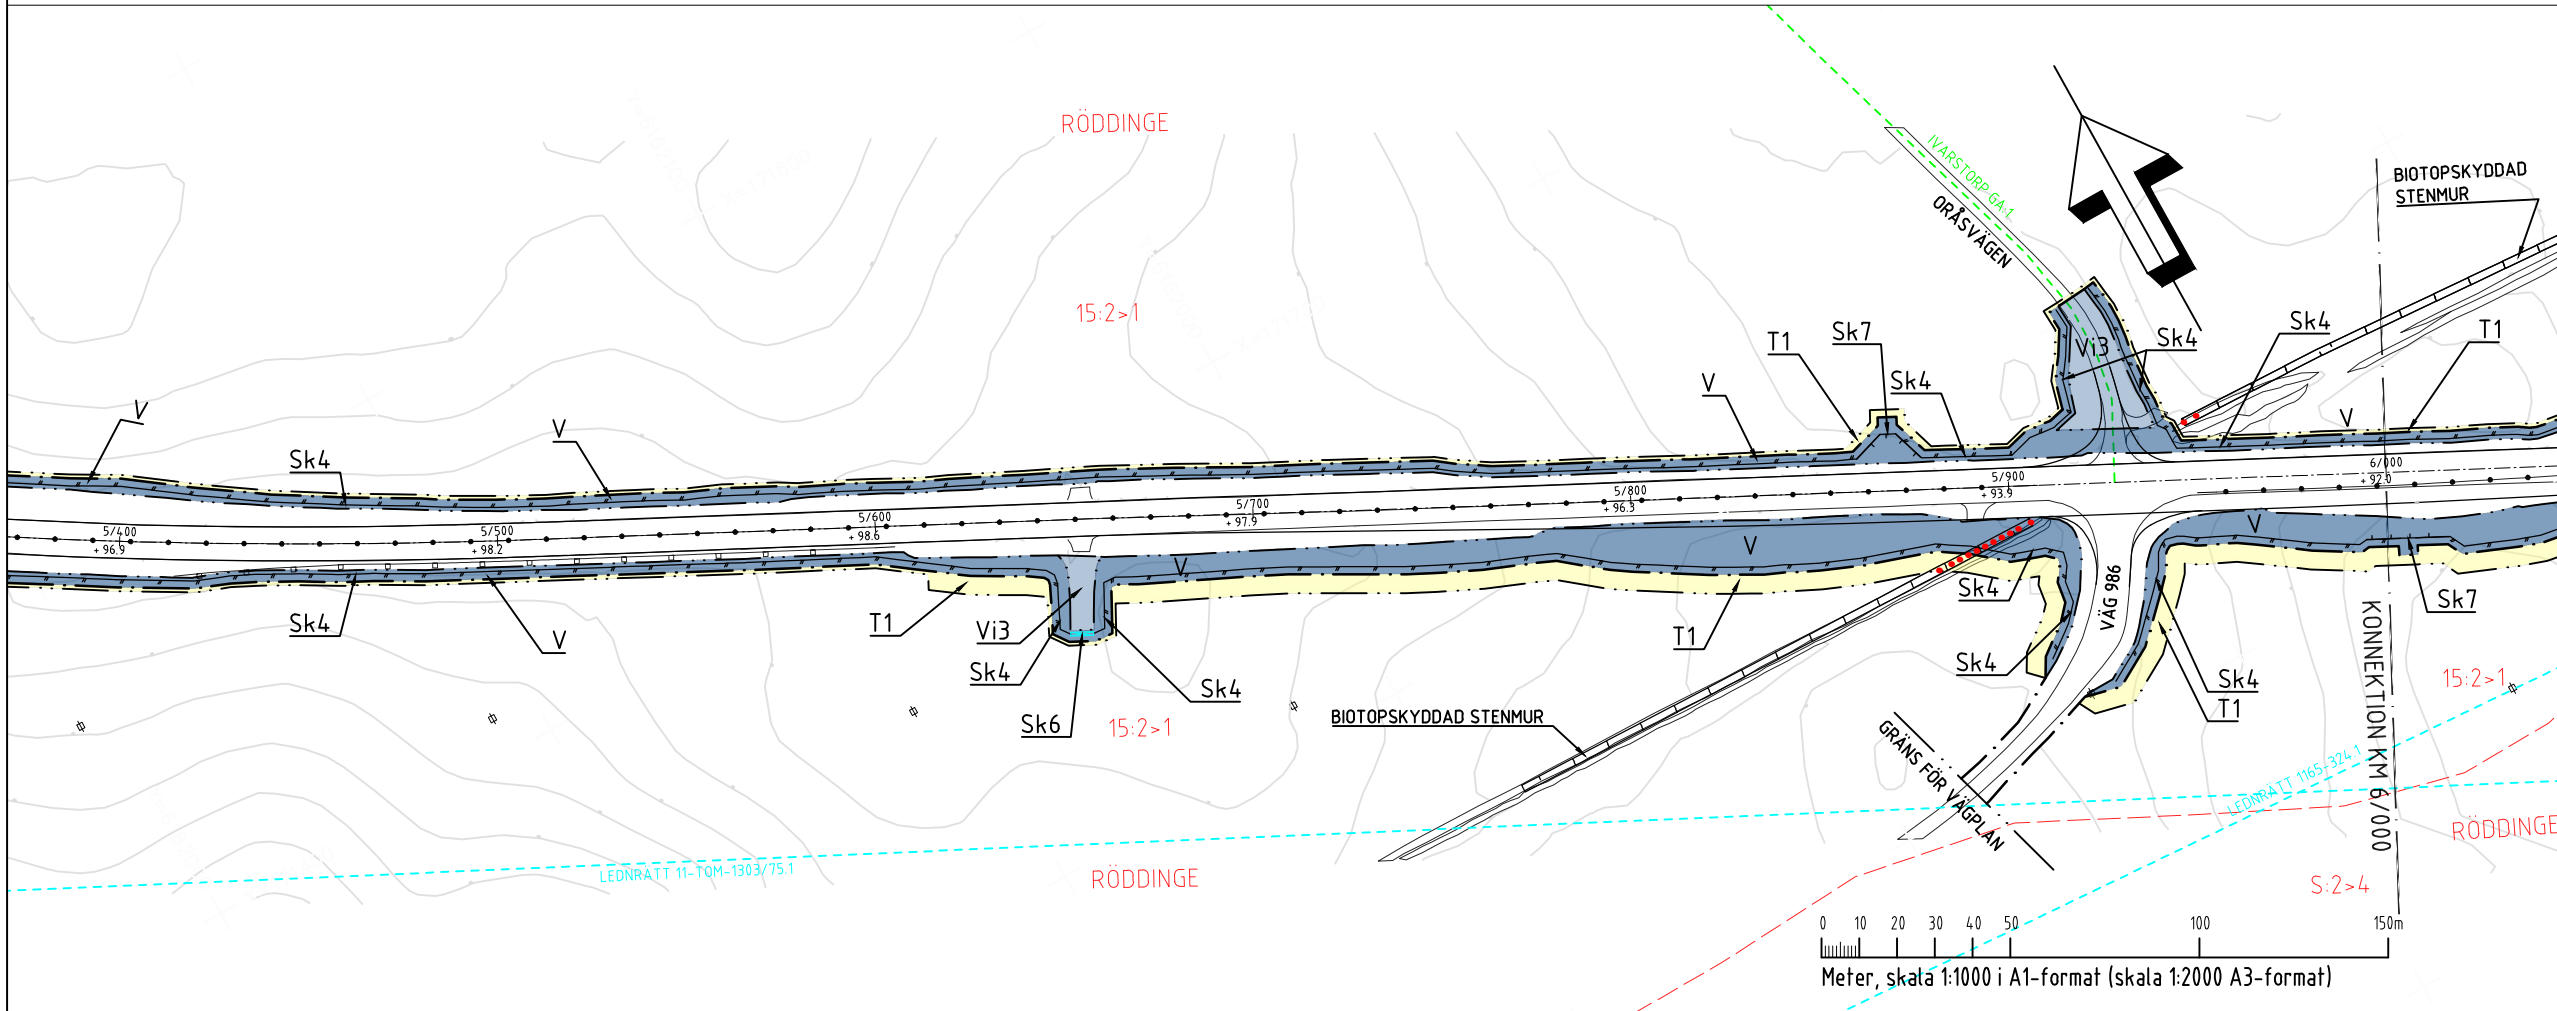 RÖDDINGE
IVARSTORP GA:1
ORÅSVÄGEN
BIOTOPSKYDDAD
STENMUR
15:2>1
T1
Sk7
Sk4
Vi3
Sk4
Sk4
T1
V
V
V
V
Sk4
5/400
+ 96.9
5/500
+ 98.2
5/600
+ 98.6
5/700
+ 97.9
5/800
+ 96.3
5/900
+ 93.9
6/000
+ 92.0
V
V
V
Sk4
V
T1
Vi3
Sk4
Sk6
Sk4
T1
Sk4
Sk4
VÄG 986
Sk4
T1
Sk7
15:2>1
BIOTOPSKYDDAD STENMUR
15:2>1
GRÄNS FÖR VÄGPLAN
KONNEKTION KM 6/000
LEDNRÄTT 1165-324.1
LEDNRÄTT 11-TOM-1303/75.1
RÖDDINGE
RÖDDINGE
S:2>4
0 10 20 30 40 50 100 150m
Meter, skala 1:1000 i A1-format (skala 1:2000 A3-format)